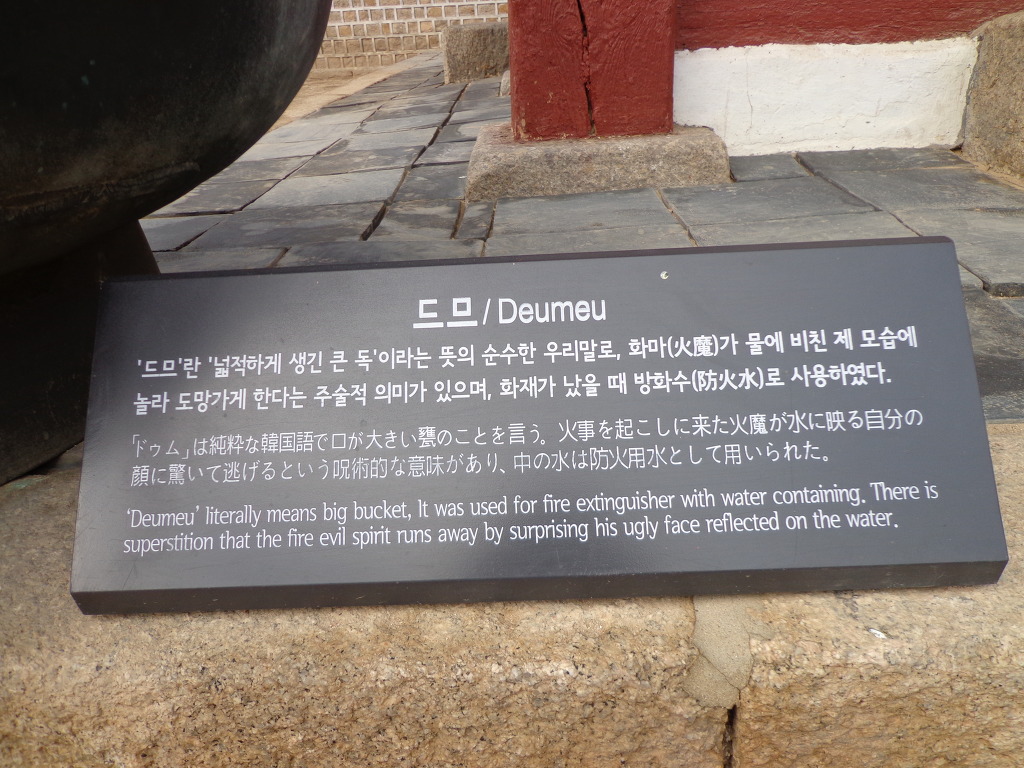 드므 / Deumeu
'드므'란 '넓적하게 생긴 큰 독'이라는 뜻의 순수한 우리말로, 화마(火魔)가 물에 비친 제 모습에
놀라 도망가게 한다는 주술적 의미가 있으며, 화재가 났을 때 방화수(防火水)로 사용하였다.
「ドゥム」は純粋な韓国語で口が大きい甕のことを言う。火事を起こしに来た火魔が水に映る自分の
顔に驚いて逃げるという呪術的な意味があり、中の水は防火用水として用いられた。
‘Deumeu’ literally means big bucket, It was used for fire extinguisher with water containing. There is
superstition that the fire evil spirit runs away by surprising his ugly face reflected on the water.